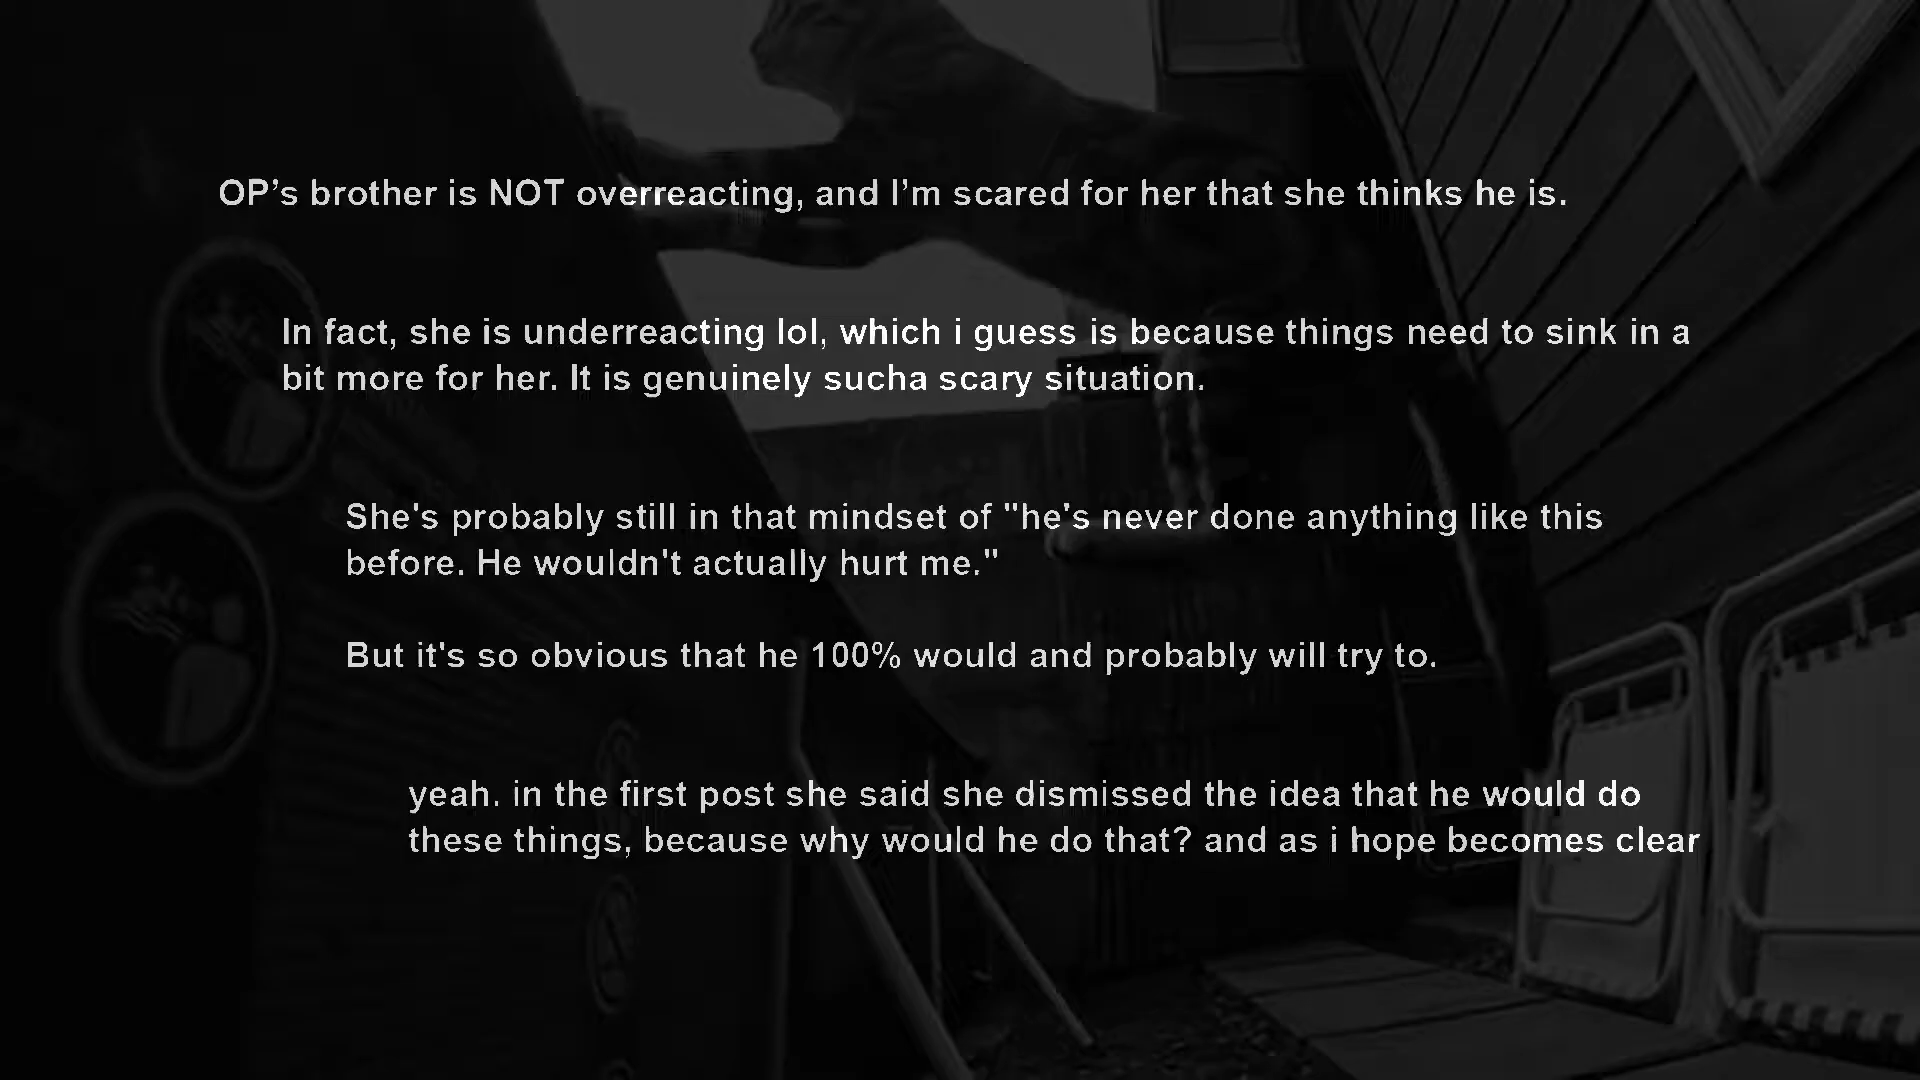 OP’s brother is NOT overreacting, and I’m scared for her that she thinks he is.
In fact, she is underreacting lol, which i guess is because things need to sink in a
bit more for her. It is genuinely sucha scary situation.
She's probably still in that mindset of "he's never done anything like this
before. He wouldn't actually hurt me."
But it's so obvious that he 100% would and probably will try to.
yeah. in the first post she said she dismissed the idea that he would do
these things, because why would he do that? and as i hope becomes clear